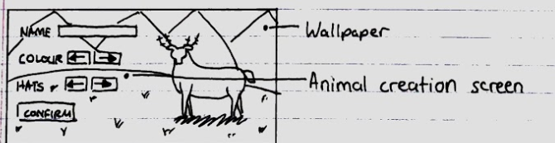 NAME
Wallpaper
COLOUR
HATS
Animal creation screen
CONFIRM